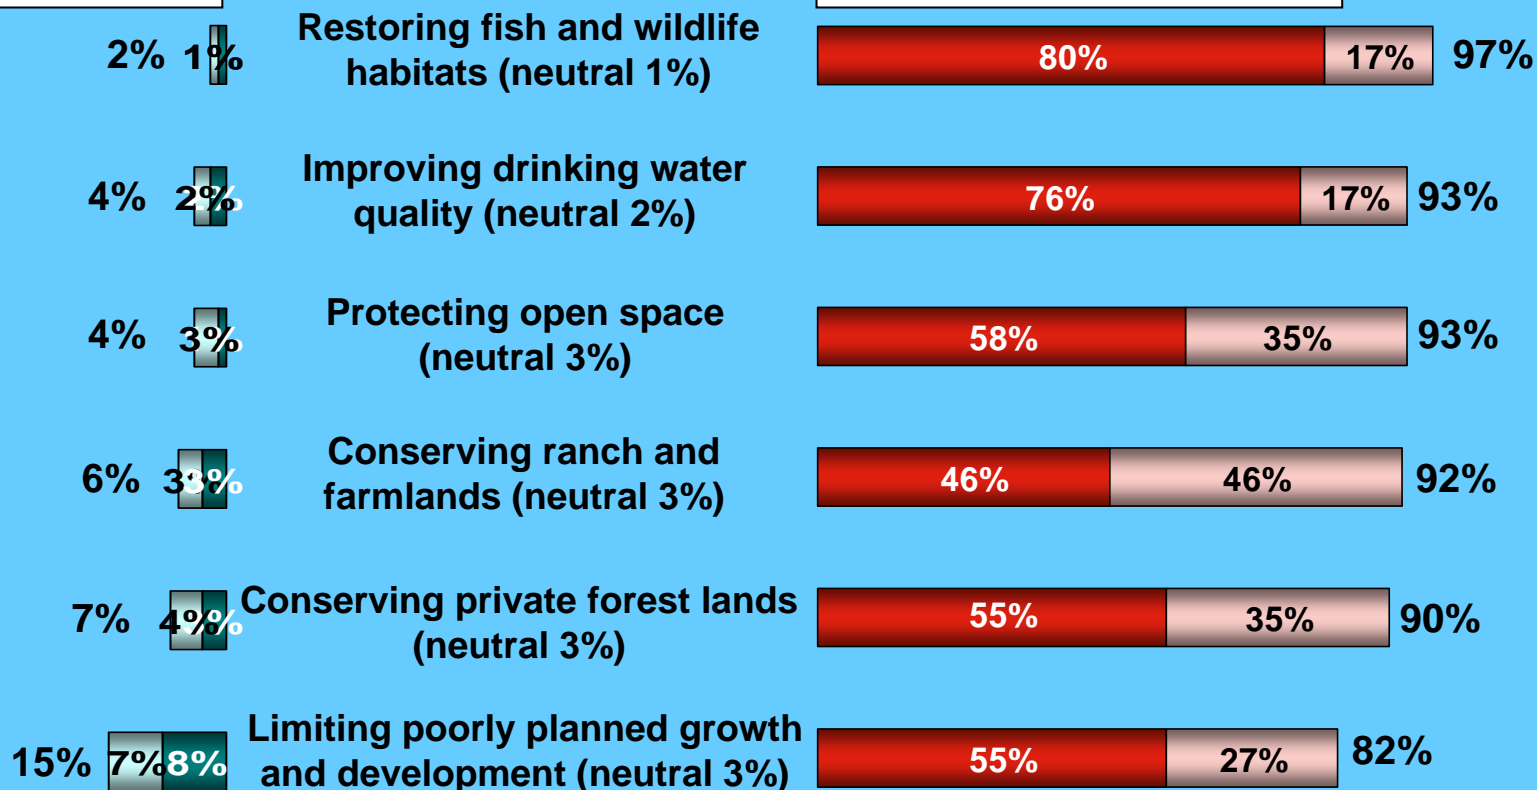 2% 1% Restoring fish and wildlife habitats (neutral 1%) 80% 17% 97%
4% 2% Improving drinking water quality (neutral 2%) 76% 17% 93%
4% 3% Protecting open space (neutral 3%) 58% 35% 93%
6% 3% 3% Conserving ranch and farmlands (neutral 3%) 46% 46% 92%
7% 4% Conserving private forest lands (neutral 3%) 55% 35% 90%
15% 7% 8% Limiting poorly planned growth and development (neutral 3%) 55% 27% 82%